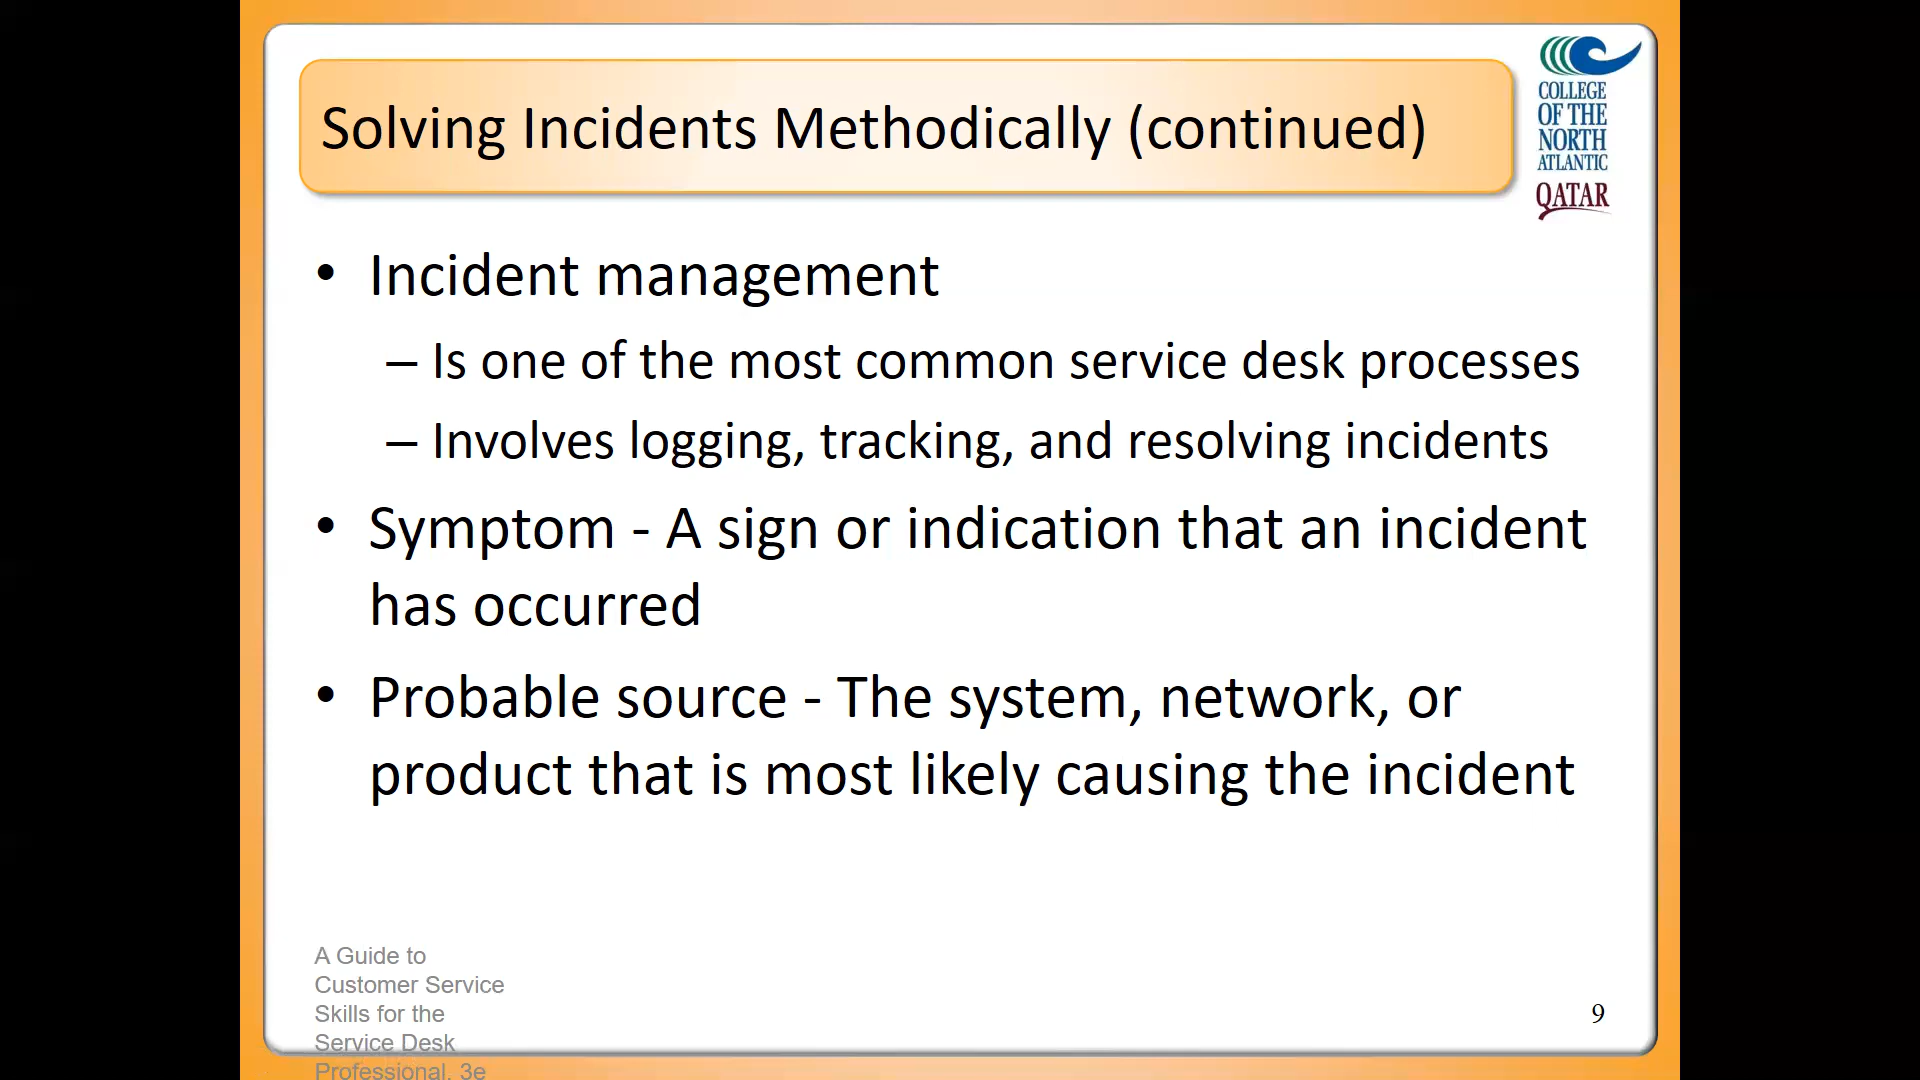 Solving Incidents Methodically (continued)
COLLEGE
OF THE
NORTH
ATLANTIC
QATAR
• Incident management
– Is one of the most common service desk processes
– Involves logging, tracking, and resolving incidents
• Symptom - A sign or indication that an incident
has occurred
• Probable source - The system, network, or
product that is most likely causing the incident
A Guide to
Customer Service
Skills for the
Service Desk
Professional, 3e
9